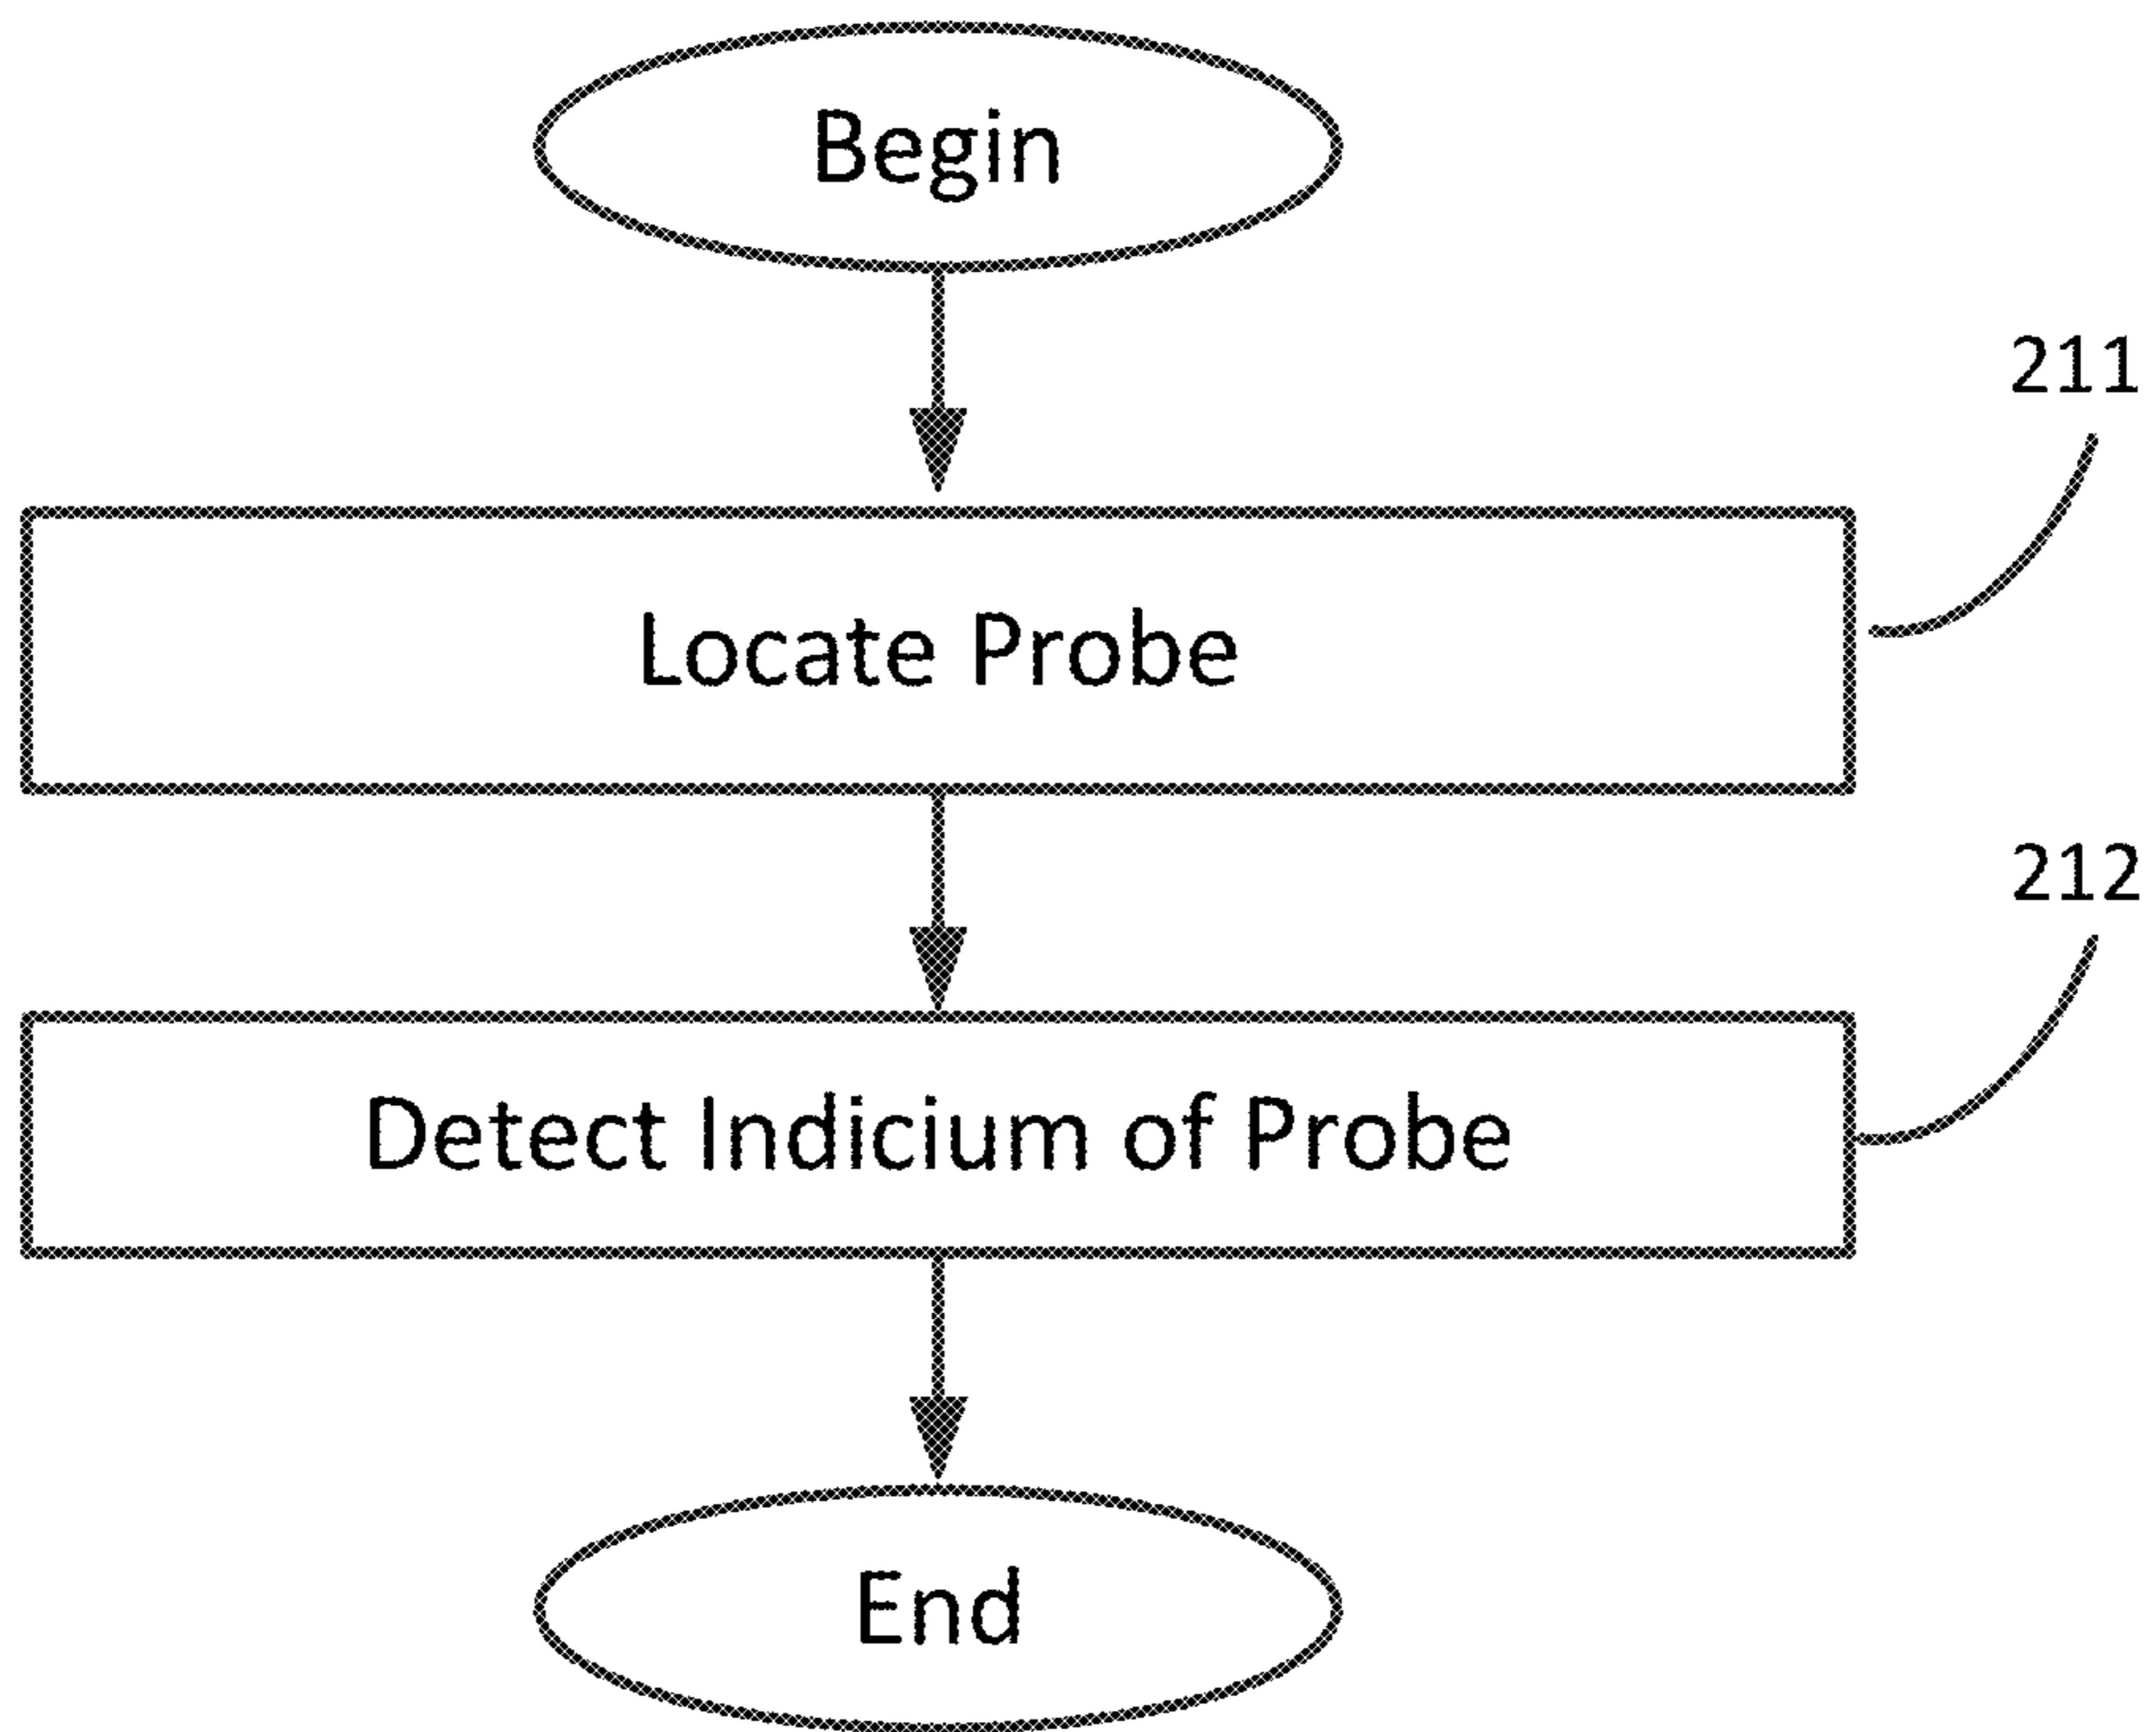 Begin
211
Locate Probe
212
Detect Indicium of Probe
End